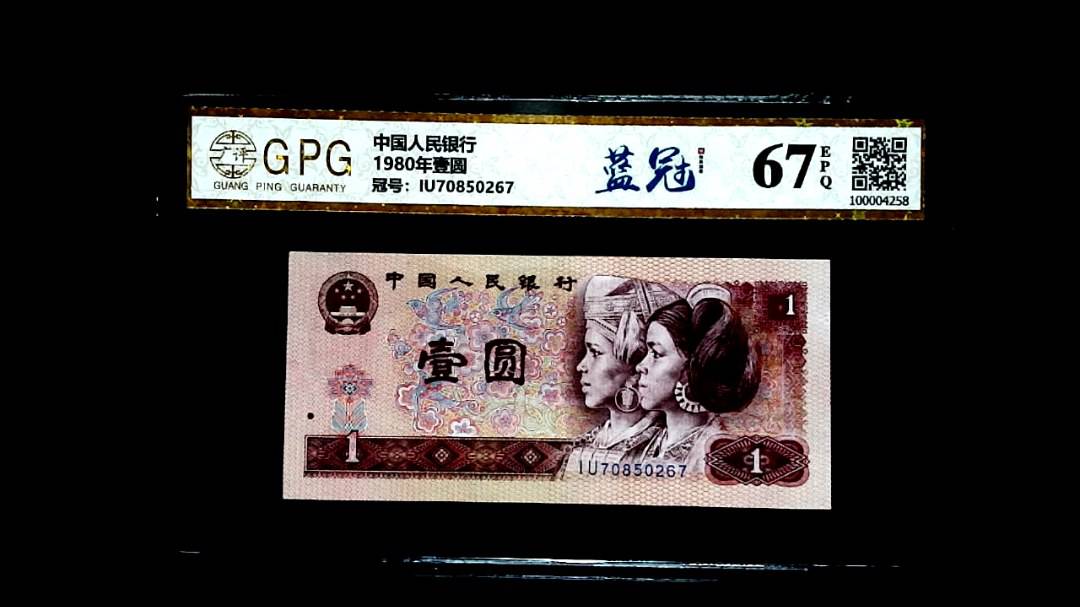 GPG
GUANG PING GUARANTY
中国人民银行
1980年壹圆
冠号：IU70850267
蓝冠
67
EPQ
100004258
中国人民银行
1
壹圆
1
1
IU70850267